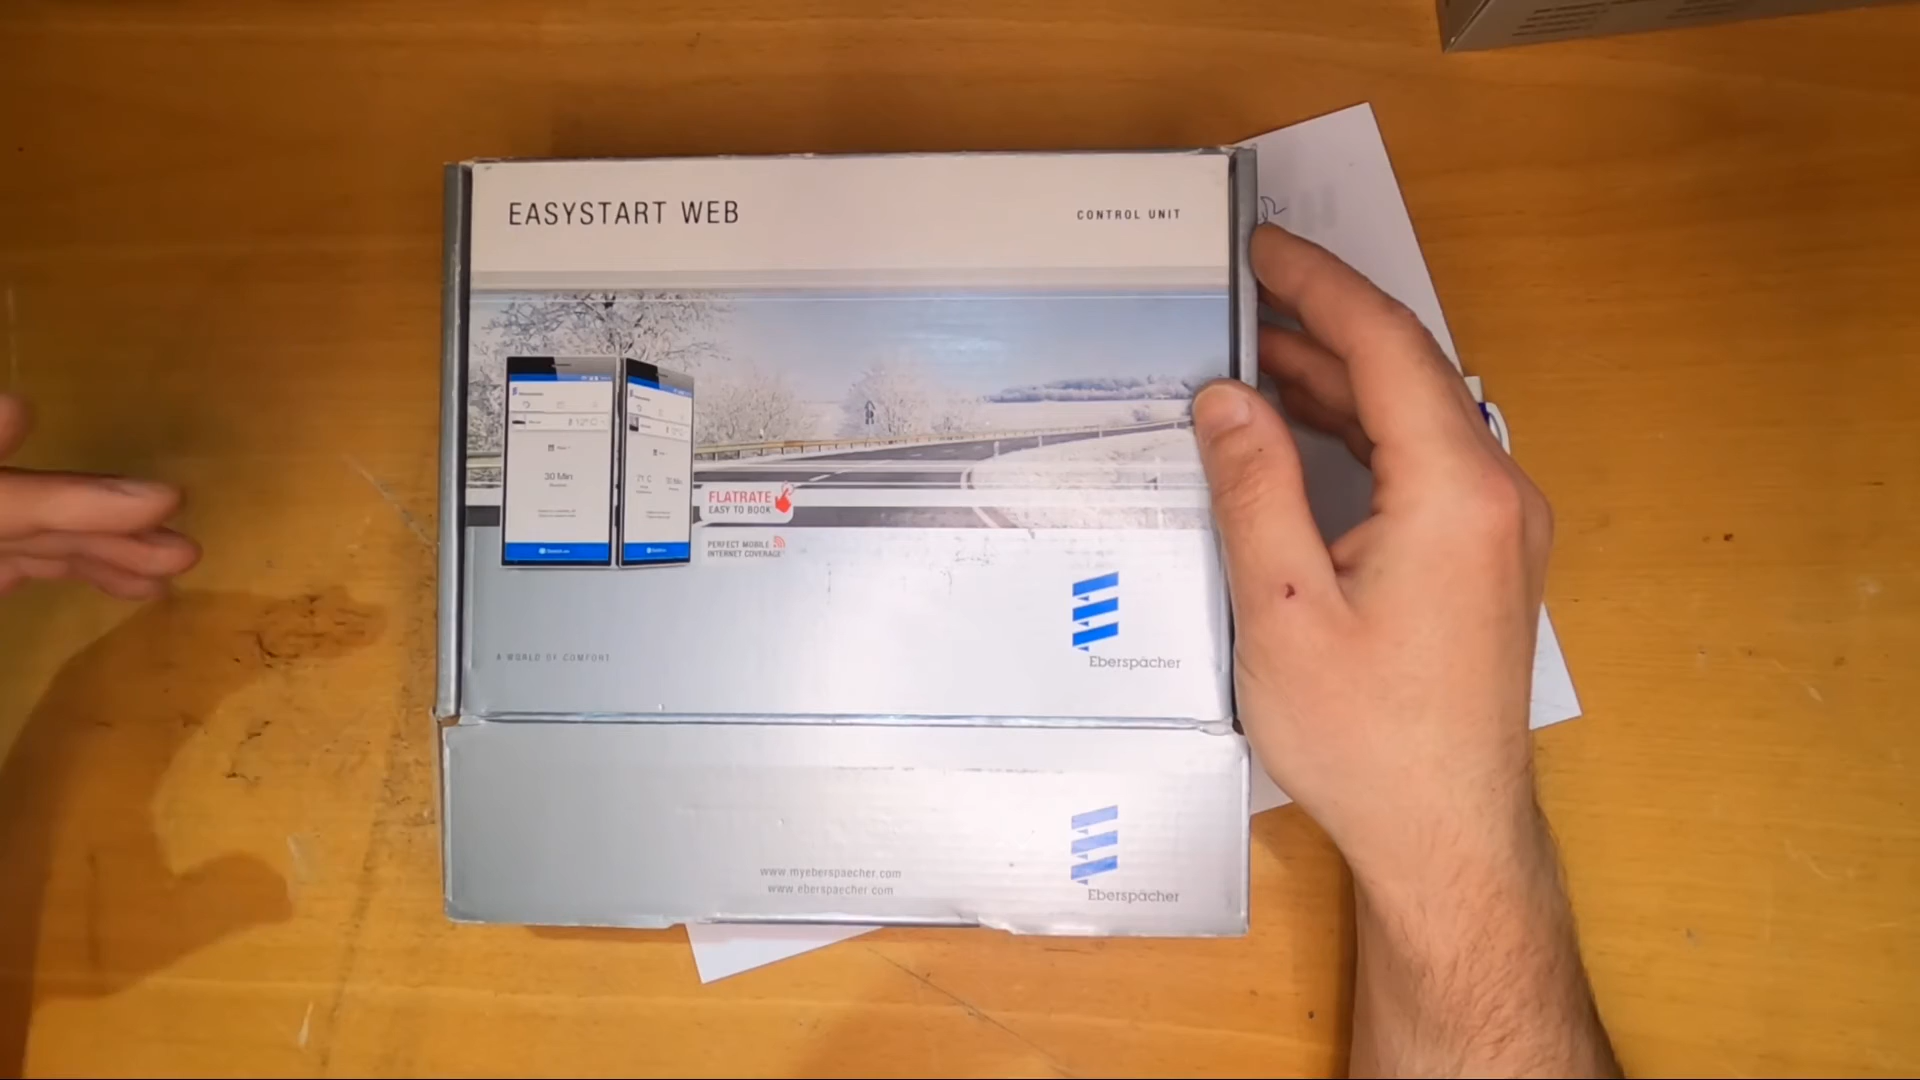 EASYSTART WEB
CONTROL UNIT
30 Min
FLATRATE
EASY TO BOOK
PERFECT MOBILE
INTERNET COVERAGE
Eberspächer
A WORLD OF COMFORT
www.myeberspaecher.com
www.eberspaecher.com
Eberspächer